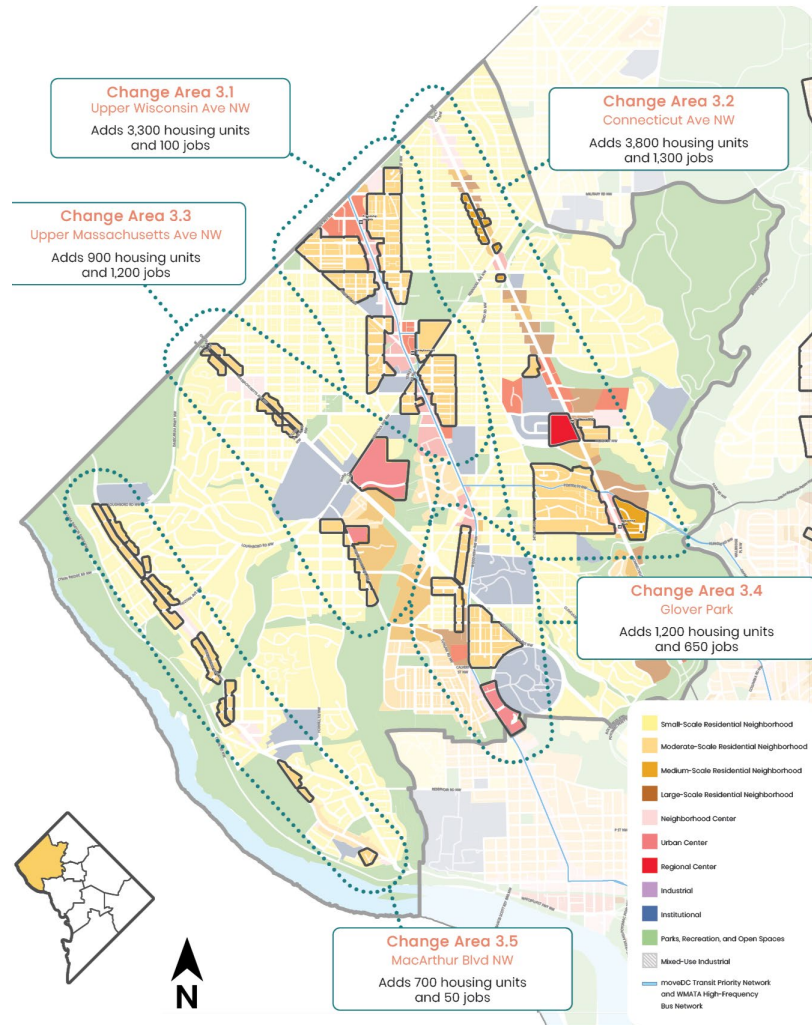 Change Area 3.1
Upper Wisconsin Ave NW
Adds 3,300 housing units
and 100 jobs
Change Area 3.2
Connecticut Ave NW
Adds 3,800 housing units
and 1,300 jobs
Change Area 3.3
Upper Massachusetts Ave NW
Adds 900 housing units
and 1,200 jobs
Change Area 3.4
Glover Park
Adds 1,200 housing units
and 650 jobs
Small-Scale Residential Neighborhood
Moderate-Scale Residential Neighborhood
Medium-Scale Residential Neighborhood
Large-Scale Residential Neighborhood
Neighborhood Center
Urban Center
Regional Center
Industrial
Institutional
Parks, Recreation, and Open Spaces
Mixed-Use Industrial
moveDC Transit Priority Network
and WMATA High-Frequency
Bus Network
Change Area 3.5
MacArthur Blvd NW
Adds 700 housing units
and 50 jobs
N